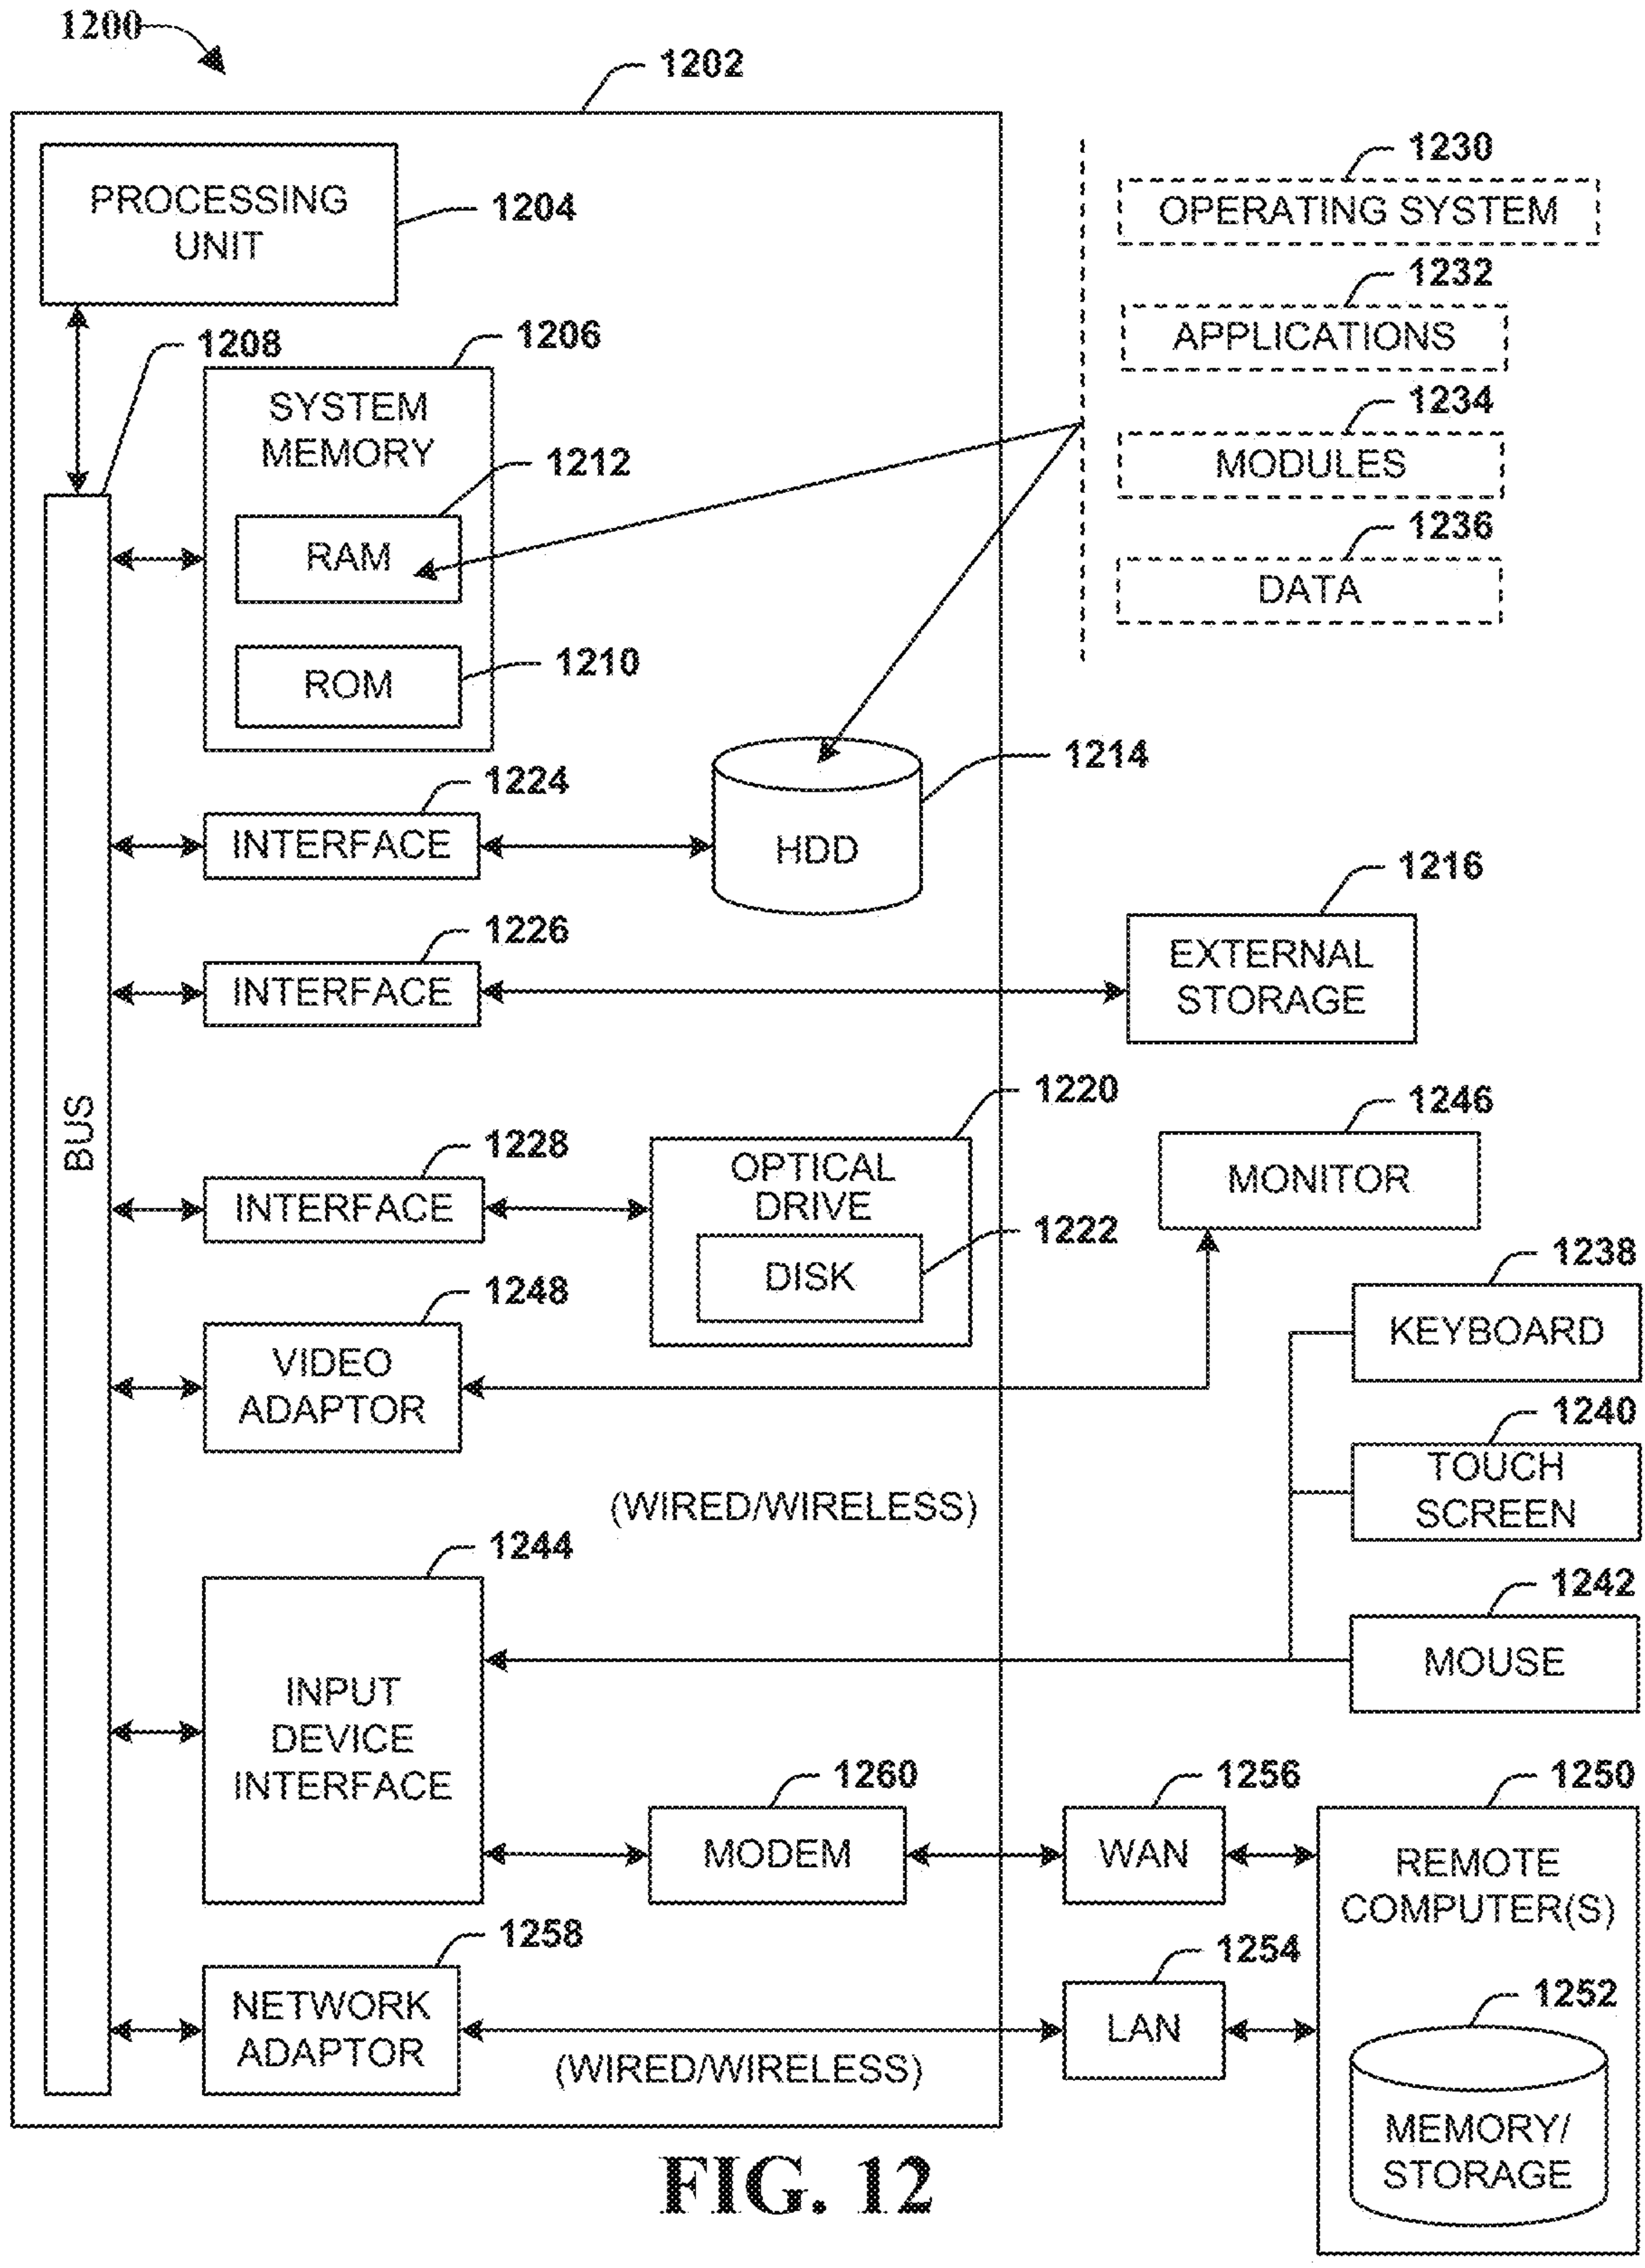 1200
1202
PROCESSING
UNIT
1204
1230
OPERATING SYSTEM
1232
APPLICATIONS
1234
MODULES
1236
DATA
1208
1206
SYSTEM
MEMORY
1212
RAM
1210
ROM
1224
INTERFACE
1214
HDD
1226
INTERFACE
1216
EXTERNAL
STORAGE
BUS
1228
INTERFACE
1220
OPTICAL
DRIVE
1222
DISK
1246
MONITOR
1248
VIDEO
ADAPTOR
1238
KEYBOARD
1240
TOUCH
SCREEN
(WIRED/WIRELESS)
1244
INPUT
DEVICE
INTERFACE
1242
MOUSE
1260
MODEM
1256
WAN
1250
REMOTE
COMPUTER(S)
1258
NETWORK
ADAPTOR
(WIRED/WIRELESS)
1254
LAN
1252
MEMORY/
STORAGE
FIG. 12